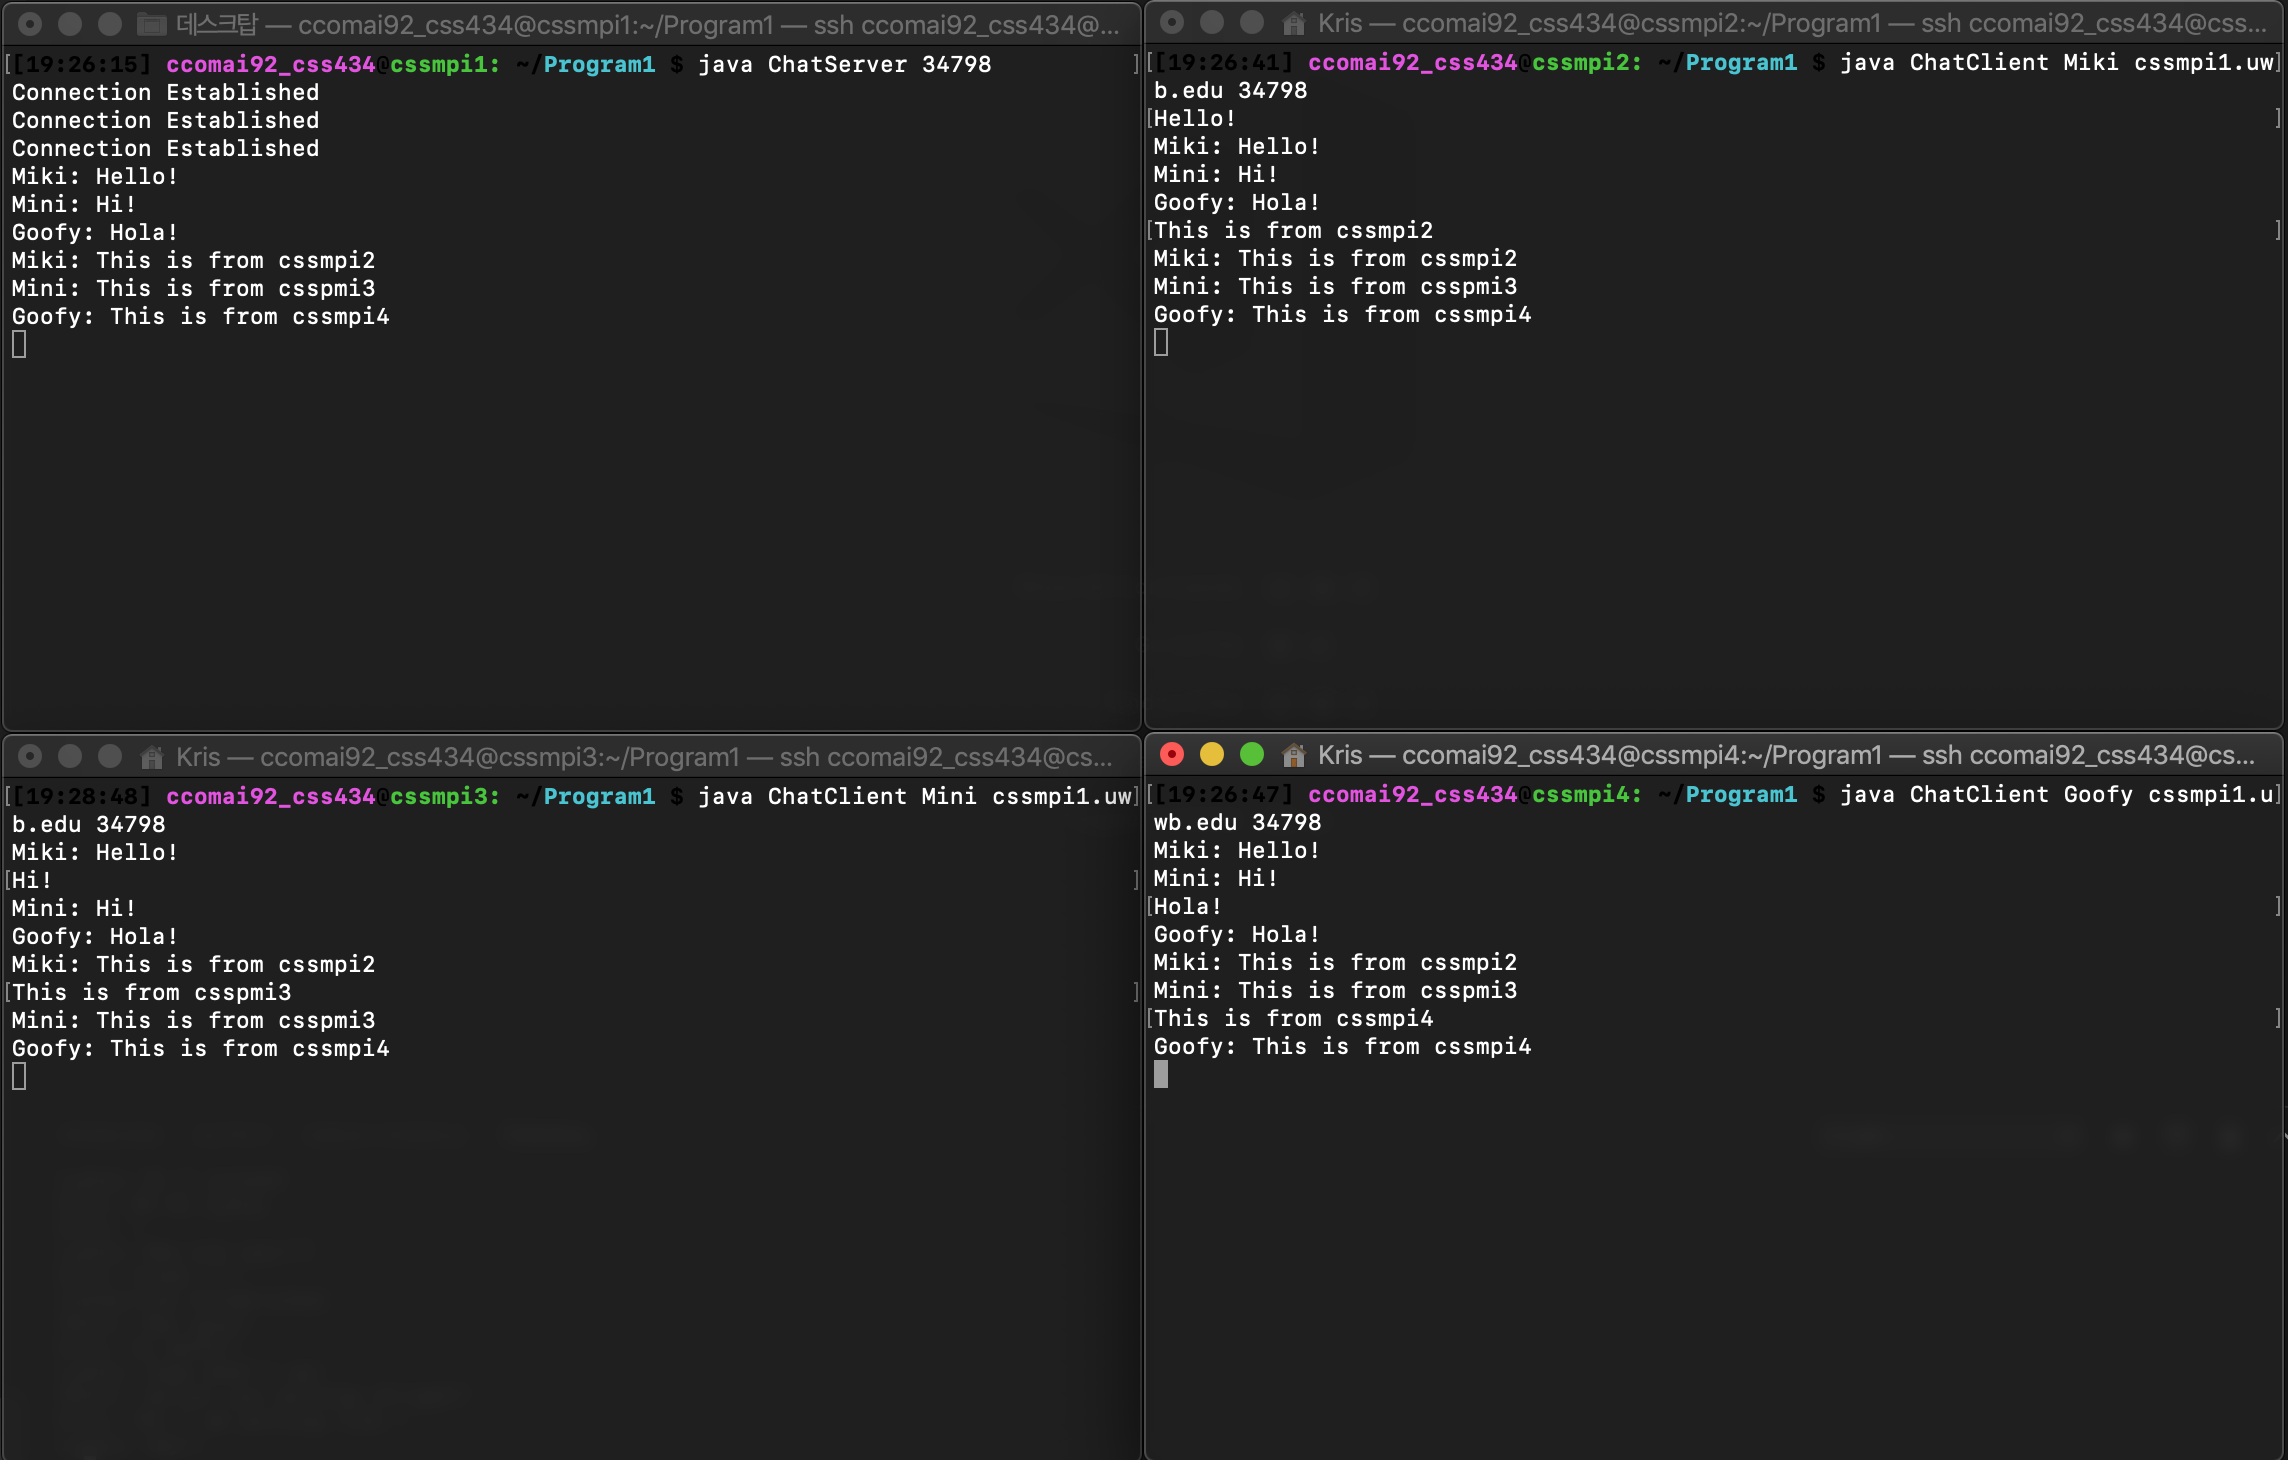 데스크탑 — ccomai92_css434@cssmpi1:~/Program1 — ssh ccomai92_css434@...
[[19:26:15] ccomai92_css434@cssmpi1: ~/Program1 $ java ChatServer 34798 ]
Connection Established
Connection Established
Connection Established
Miki: Hello!
Mini: Hi!
Goofy: Hola!
Miki: This is from cssmpi2
Mini: This is from csspmi3
Goofy: This is from cssmpi4
Kris — ccomai92_css434@cssmpi2:~/Program1 — ssh ccomai92_css434@css...
[[19:26:41] ccomai92_css434@cssmpi2: ~/Program1 $ java ChatClient Miki cssmpi1.uw]
b.edu 34798
[Hello! ]
Miki: Hello!
Mini: Hi!
Goofy: Hola!
[This is from cssmpi2 ]
Miki: This is from cssmpi2
Mini: This is from csspmi3
Goofy: This is from cssmpi4
Kris — ccomai92_css434@cssmpi3:~/Program1 — ssh ccomai92_css434@cs...
[[19:28:48] ccomai92_css434@cssmpi3: ~/Program1 $ java ChatClient Mini cssmpi1.uw]
b.edu 34798
Miki: Hello!
[Hi! ]
Mini: Hi!
Goofy: Hola!
Miki: This is from cssmpi2
[This is from csspmi3 ]
Mini: This is from csspmi3
Goofy: This is from cssmpi4
Kris — ccomai92_css434@cssmpi4:~/Program1 — ssh ccomai92_css434@cs...
[[19:26:47] ccomai92_css434@cssmpi4: ~/Program1 $ java ChatClient Goofy cssmpi1.u]
wb.edu 34798
Miki: Hello!
Mini: Hi!
[Hola! ]
Goofy: Hola!
Miki: This is from cssmpi2
Mini: This is from csspmi3
[This is from cssmpi4 ]
Goofy: This is from cssmpi4